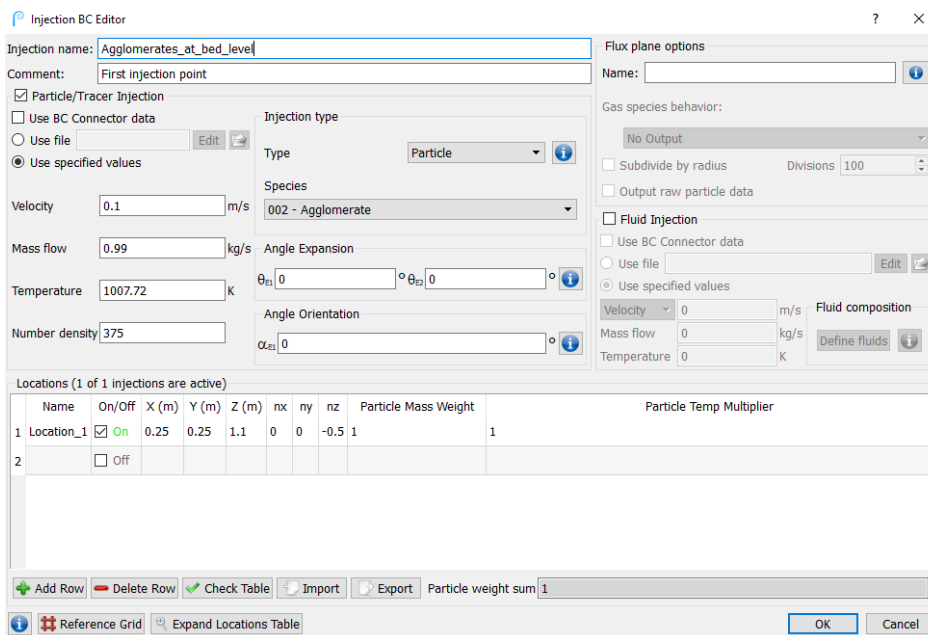 Injection BC Editor ? ×
Injection name: Agglomerates_at_bed_level
Comment: First injection point
Particle/Tracer Injection
Use BC Connector data
Use file Edit
Use specified values
Velocity 0.1 m/s
Mass flow 0.99 kg/s
Temperature 1007.72 K
Number density 375
Injection type
Type Particle
Species
002 - Agglomerate
Angle Expansion
θE1 0 ° θE2 0 °
Angle Orientation
αE1 0 °
Flux plane options
Name:
Gas species behavior:
No Output
Subdivide by radius Divisions 100
Output raw particle data
Fluid Injection
Use BC Connector data
Use file Edit
Use specified values
Velocity 0 m/s
Mass flow 0 kg/s
Temperature 0 K
Fluid composition
Define fluids
Locations (1 of 1 injections are active)
Name On/Off X (m) Y (m) Z (m) nx ny nz Particle Mass Weight Particle Temp Multiplier
1 Location_1 On 0.25 0.25 1.1 0 0 -0.5 1 1
2 Off
Add Row Delete Row Check Table Import Export Particle weight sum 1
Reference Grid Expand Locations Table OK Cancel